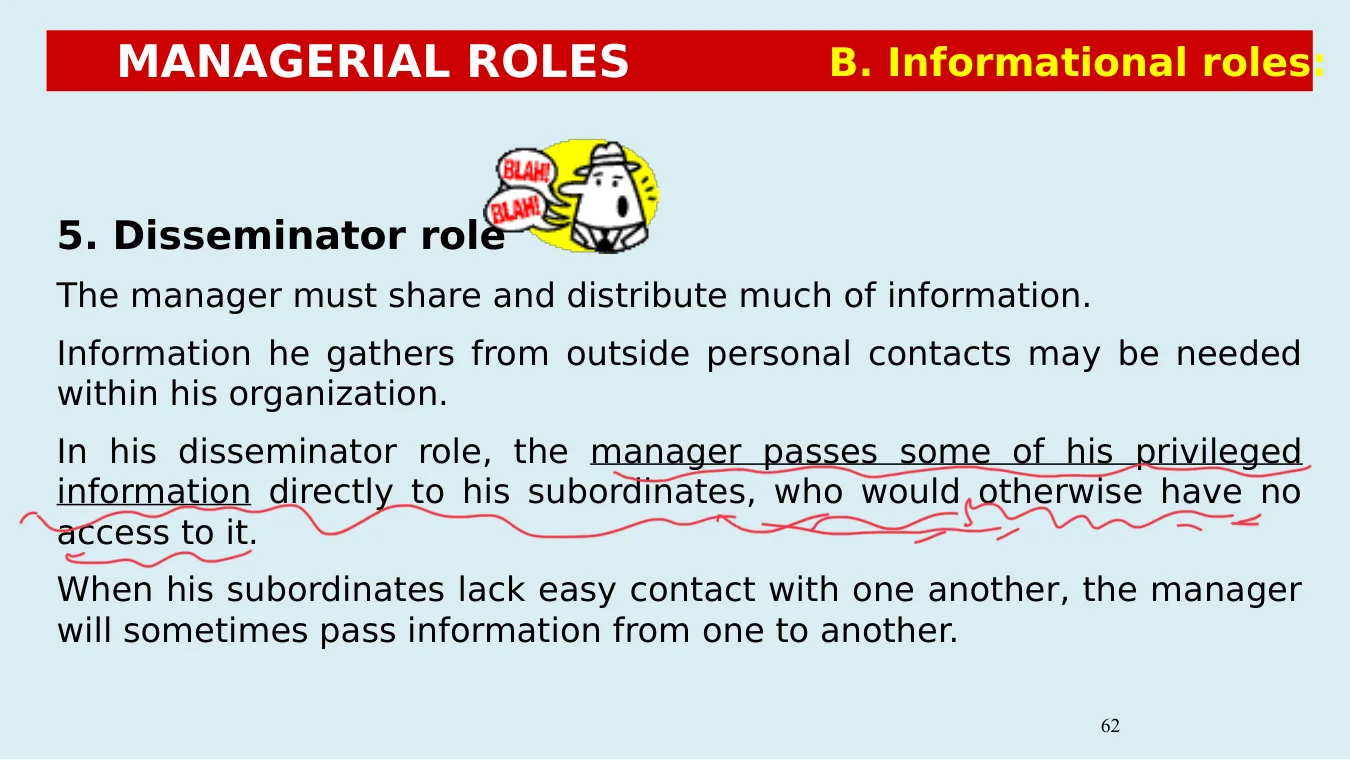 MANAGERIAL ROLES B. Informational roles:
BLAH!
BLAH!
5. Disseminator role
The manager must share and distribute much of information.
Information he gathers from outside personal contacts may be needed
within his organization.
In his disseminator role, the manager passes some of his privileged
information directly to his subordinates, who would otherwise have no
access to it.
When his subordinates lack easy contact with one another, the manager
will sometimes pass information from one to another.
62